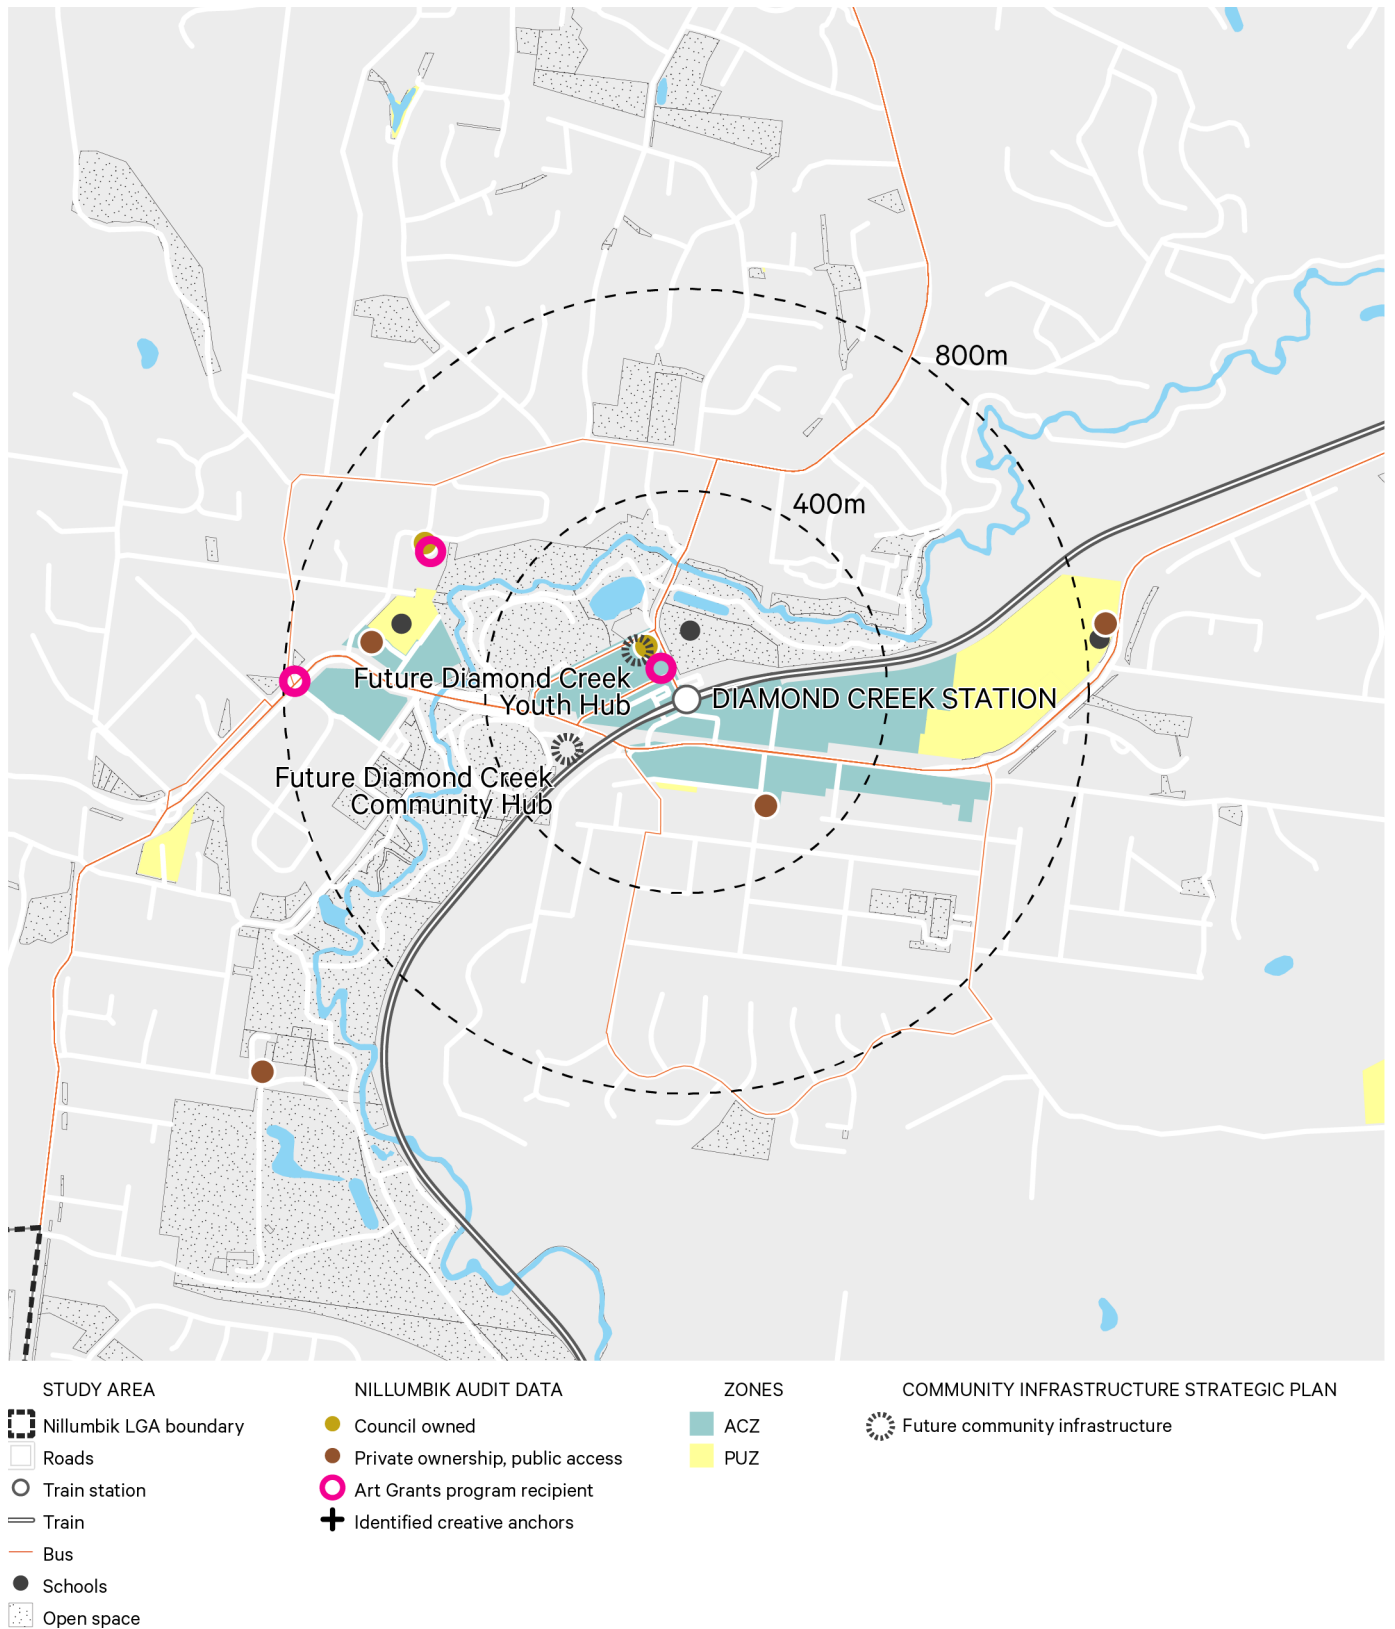 800m
400m
Future Diamond Creek
Youth Hub
DIAMOND CREEK STATION
Future Diamond Creek
Community Hub
STUDY AREA
Nillumbik LGA boundary
Roads
Train station
Train
Bus
Schools
Open space
NILLUMBIK AUDIT DATA
Council owned
Private ownership, public access
Art Grants program recipient
Identified creative anchors
ZONES
ACZ
PUZ
COMMUNITY INFRASTRUCTURE STRATEGIC PLAN
Future community infrastructure